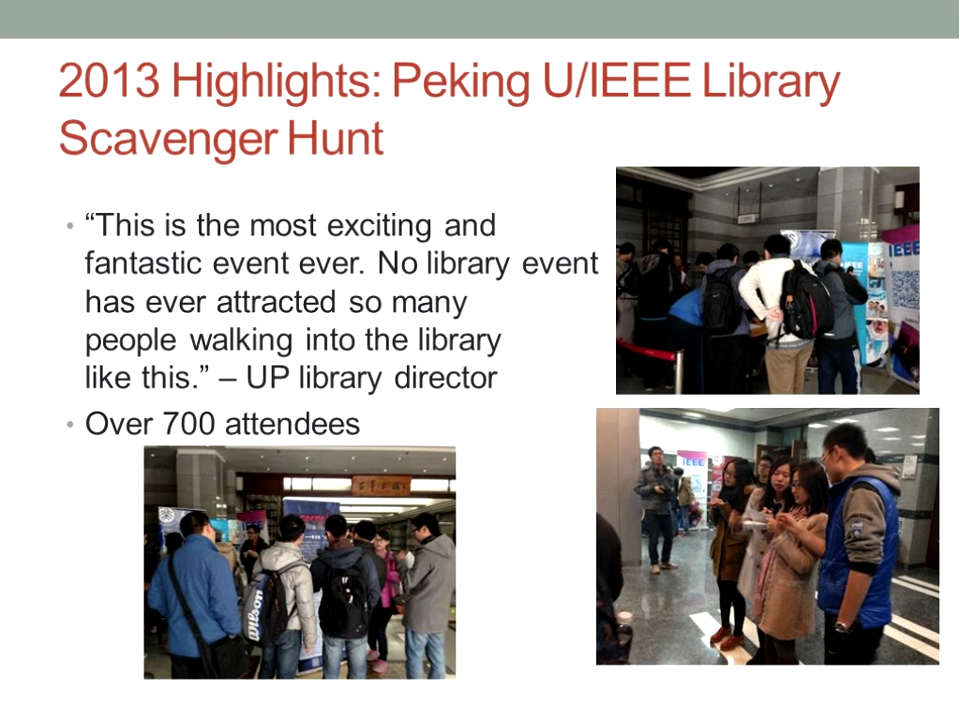 2013 Highlights: Peking U/IEEE Library
Scavenger Hunt
• “This is the most exciting and
fantastic event ever. No library event
has ever attracted so many
people walking into the library
like this.” – UP library director
• Over 700 attendees
IEEE
IEEE
Wilson
IEEE